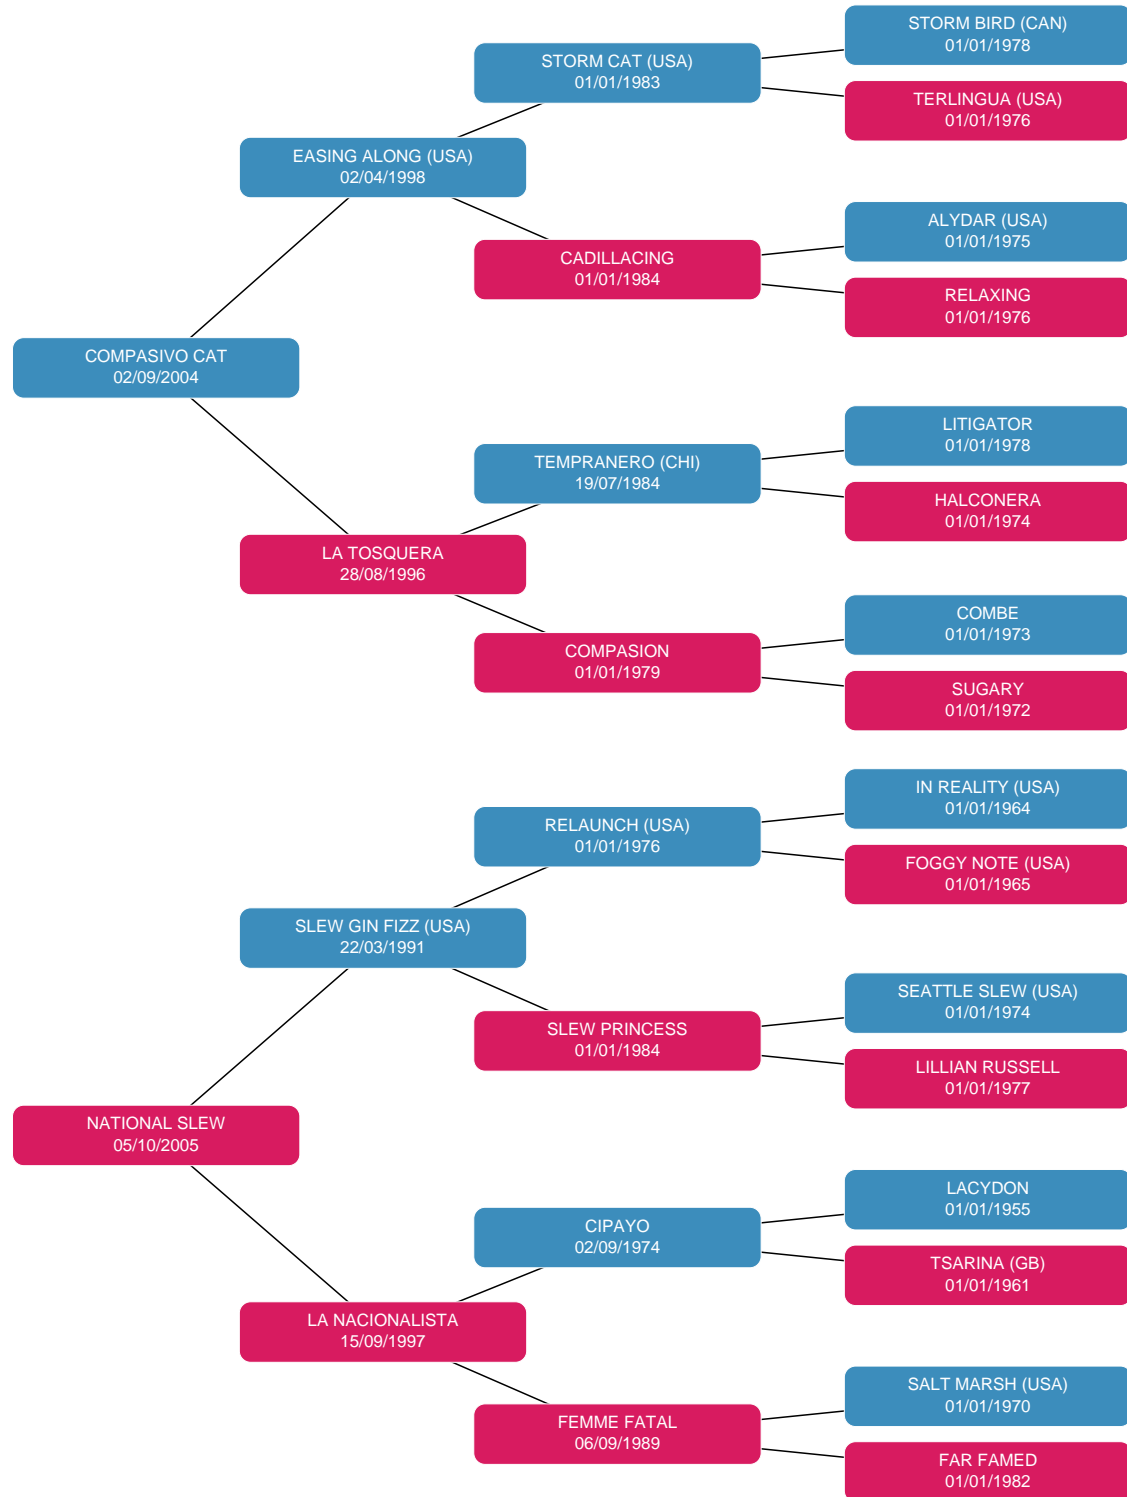 STORM BIRD (CAN)
01/01/1978
STORM CAT (USA)
01/01/1983
TERLINGUA (USA)
01/01/1976
EASING ALONG (USA)
02/04/1998
ALYDAR (USA)
01/01/1975
CADILLACING
01/01/1984
RELAXING
01/01/1976
COMPASIVO CAT
02/09/2004
LITIGATOR
01/01/1978
TEMPRANERO (CHI)
19/07/1984
HALCONERA
01/01/1974
LA TOSQUERA
28/08/1996
COMBE
01/01/1973
COMPASION
01/01/1979
SUGARY
01/01/1972
IN REALITY (USA)
01/01/1964
RELAUNCH (USA)
01/01/1976
FOGGY NOTE (USA)
01/01/1965
SLEW GIN FIZZ (USA)
22/03/1991
SEATTLE SLEW (USA)
01/01/1974
SLEW PRINCESS
01/01/1984
LILLIAN RUSSELL
01/01/1977
NATIONAL SLEW
05/10/2005
LACYDON
01/01/1955
CIPAYO
02/09/1974
TSARINA (GB)
01/01/1961
LA NACIONALISTA
15/09/1997
SALT MARSH (USA)
01/01/1970
FEMME FATAL
06/09/1989
FAR FAMED
01/01/1982